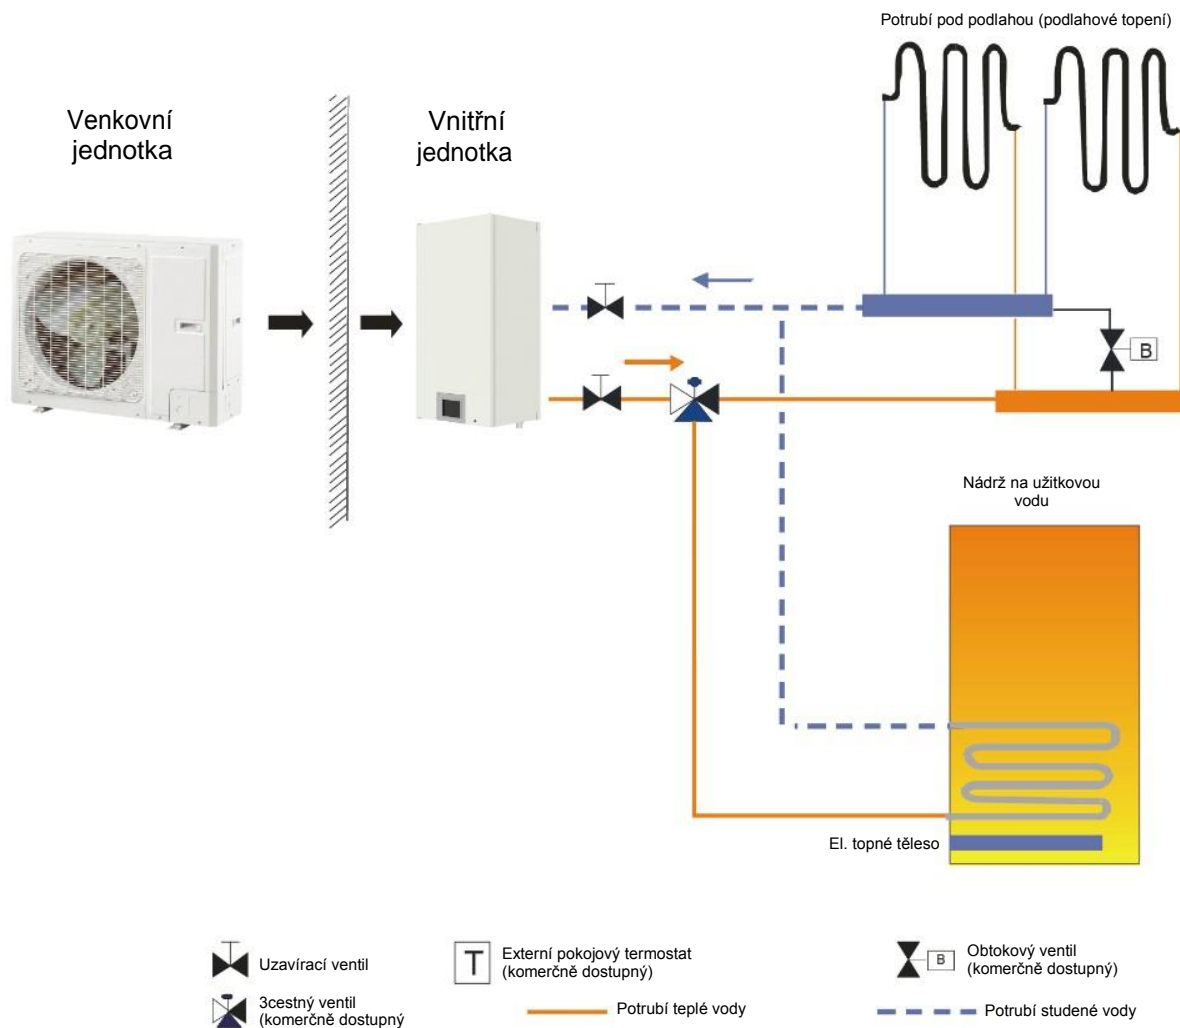 Potrubí pod podlahou (podlahové topení)
Venkovní
jednotka
Vnitřní
jednotka
B
Nádrž na užitkovou
vodu
El. topné těleso
Uzavírací ventil
T
Externí pokojový termostat
(komerčně dostupný)
B
Obtokový ventil
(komerčně dostupný)
3cestný ventil
(komerčně dostupný
Potrubí teplé vody
Potrubí studené vody